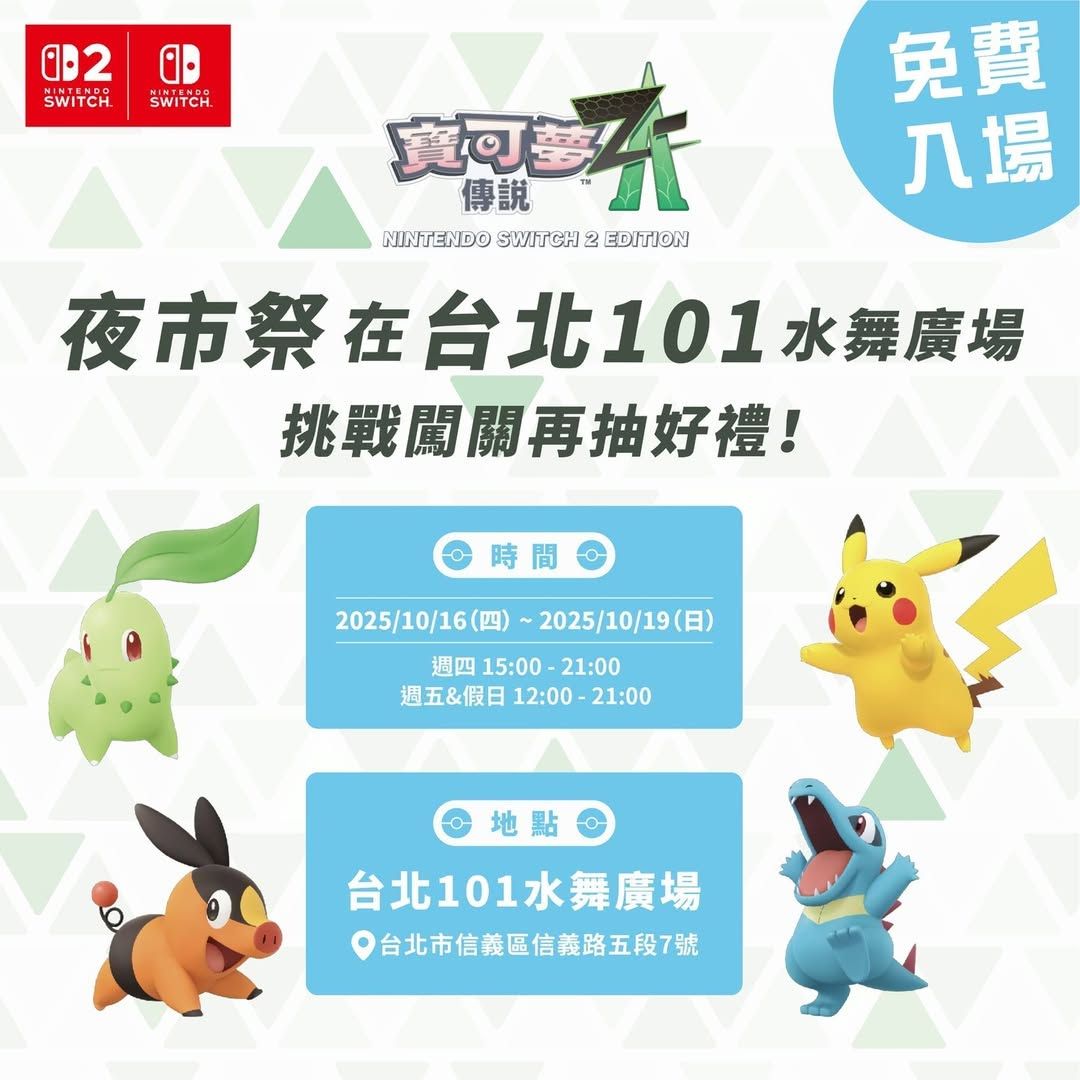 2
NINTENDO SWITCH™
NINTENDO SWITCH™
免費
入場
寶可夢
傳說
ZA
™
NINTENDO SWITCH 2 EDITION
夜市祭在台北101水舞廣場
挑戰闖關再抽好禮！
時間
2025/10/16(四) ~ 2025/10/19(日)
週四 15:00 - 21:00
週五&假日 12:00 - 21:00
地點
台北101水舞廣場
台北市信義區信義路五段7號